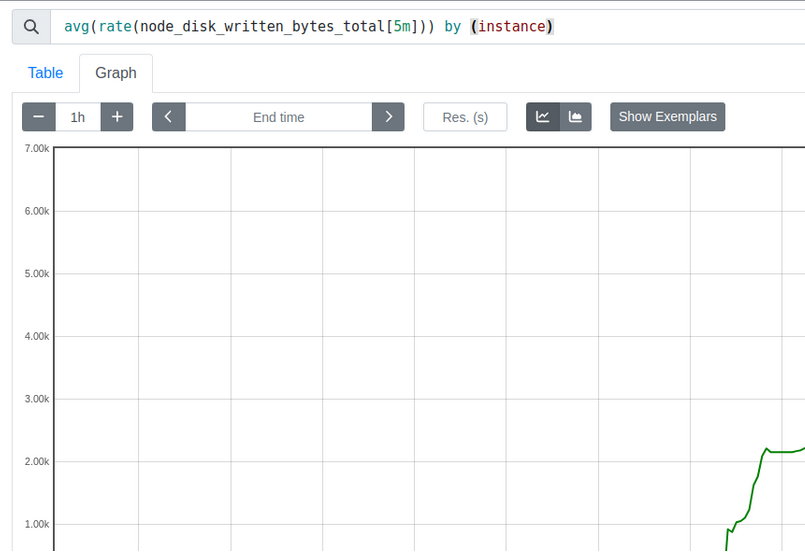 avg(rate(node_disk_written_bytes_total[5m])) by (instance)
Table
Graph
1h
End time
Res. (s)
Show Exemplars
7.00k
6.00k
5.00k
4.00k
3.00k
2.00k
1.00k